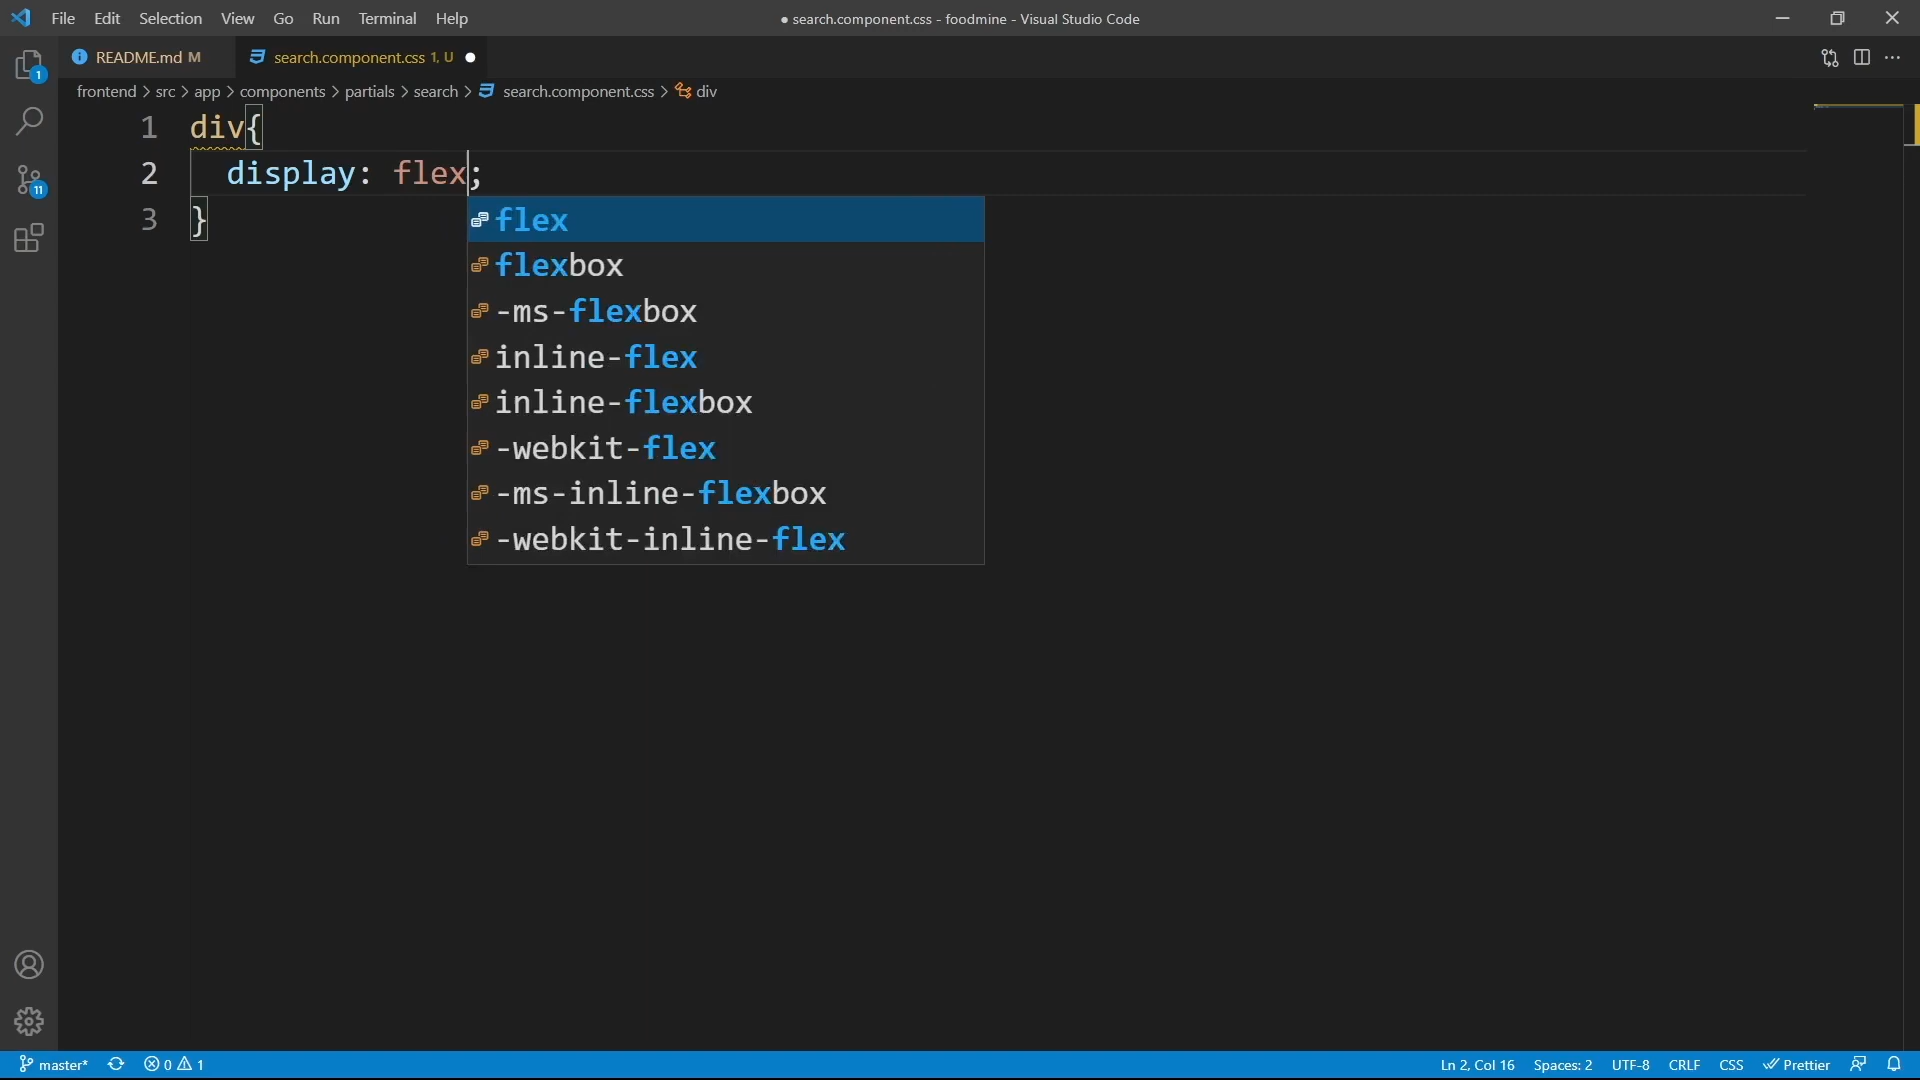 File Edit Selection View Go Run Terminal Help
● search.component.css - foodmine - Visual Studio Code
README.md M
search.component.css 1, U ●
frontend > src > app > components > partials > search > search.component.css > div
1 div{
2 display: flex;
3 }
flex
flexbox
-ms-flexbox
inline-flex
inline-flexbox
-webkit-flex
-ms-inline-flexbox
-webkit-inline-flex
1
11
master* 0 1
Ln 2, Col 16 Spaces: 2 UTF-8 CRLF CSS Prettier